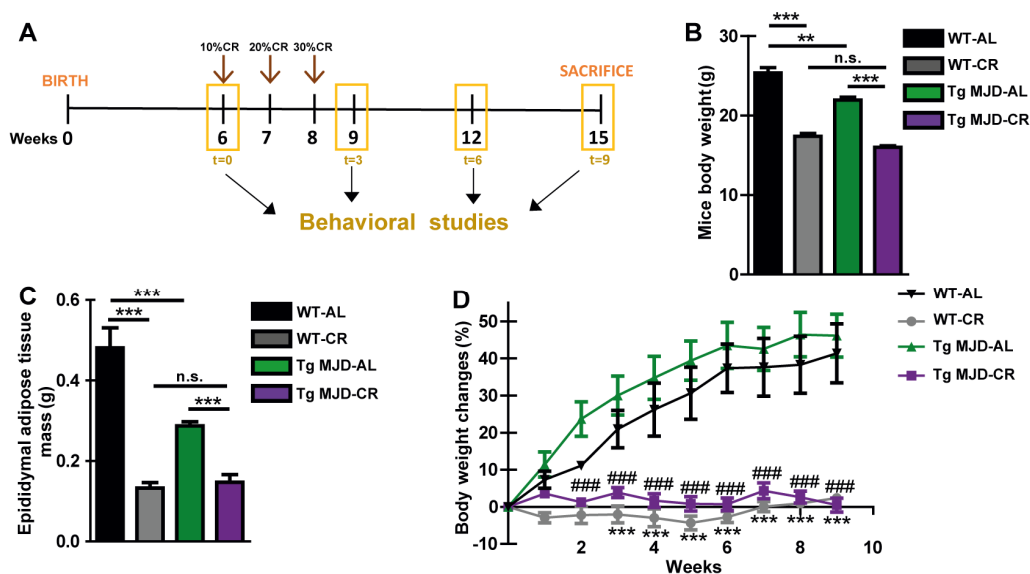 A
10%CR 20%CR 30%CR
BIRTH
SACRIFICE
Weeks 0 6 7 8 9 12 15
t=0 t=3 t=6 t=9
Behavioral studies
B
Mice body weight (g)
30
20
10
0
***
**
n.s.
***
WT-AL
WT-CR
Tg MJD-AL
Tg MJD-CR
C
Epididymal adipose tissue
mass (g)
0.6
0.4
0.2
0.0
***
***
n.s.
***
WT-AL
WT-CR
Tg MJD-AL
Tg MJD-CR
D
Body weight changes (%)
50
40
30
20
10
0
-10
WT-AL
WT-CR
Tg MJD-AL
Tg MJD-CR
### ### ### ### ### ### ### ###
*** *** *** *** *** *** ***
2 4 6 8 10
Weeks